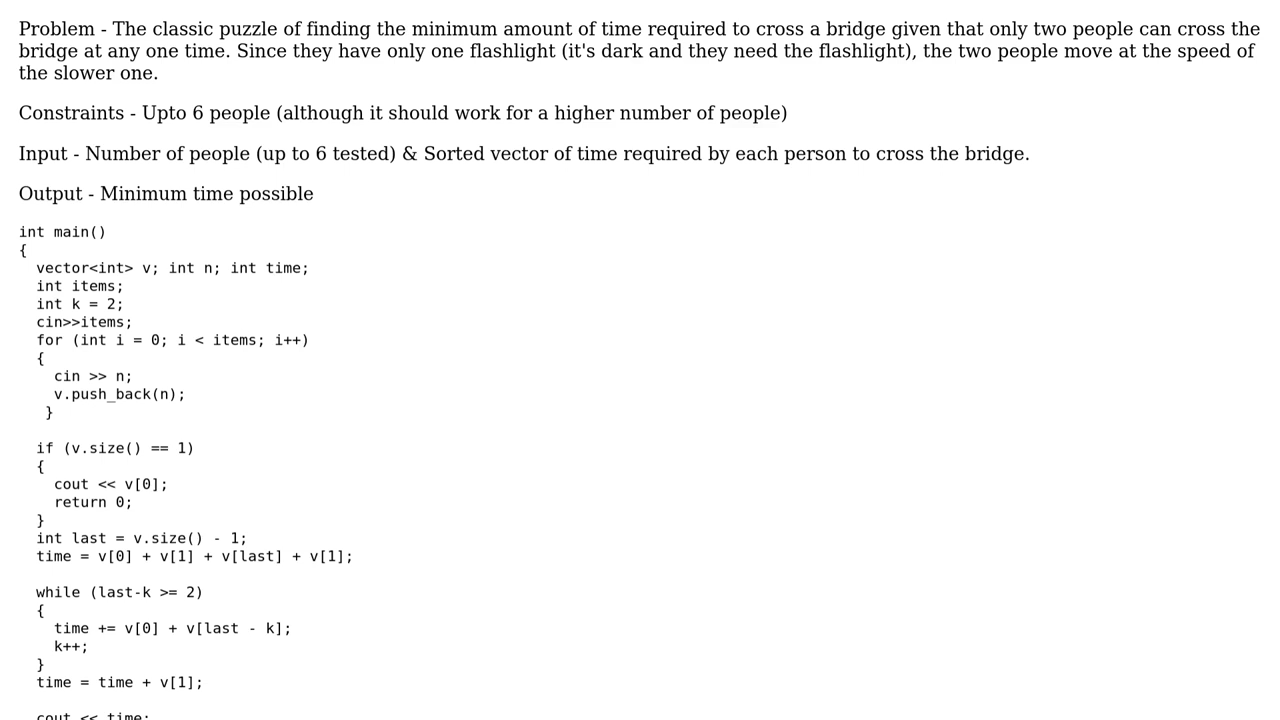 Problem - The classic puzzle of finding the minimum amount of time required to cross a bridge given that only two people can cross the
bridge at any one time. Since they have only one flashlight (it's dark and they need the flashlight), the two people move at the speed of
the slower one.
Constraints - Upto 6 people (although it should work for a higher number of people)
Input - Number of people (up to 6 tested) & Sorted vector of time required by each person to cross the bridge.
Output - Minimum time possible
int main()
{
  vector<int> v; int n; int time;
  int items;
  int k = 2;
  cin>>items;
  for (int i = 0; i < items; i++)
  {
    cin >> n;
    v.push_back(n);
   }
  if (v.size() == 1)
  {
    cout << v[0];
    return 0;
  }
  int last = v.size() - 1;
  time = v[0] + v[1] + v[last] + v[1];
  while (last-k >= 2)
  {
    time += v[0] + v[last - k];
    k++;
  }
  time = time + v[1];
  cout << time;